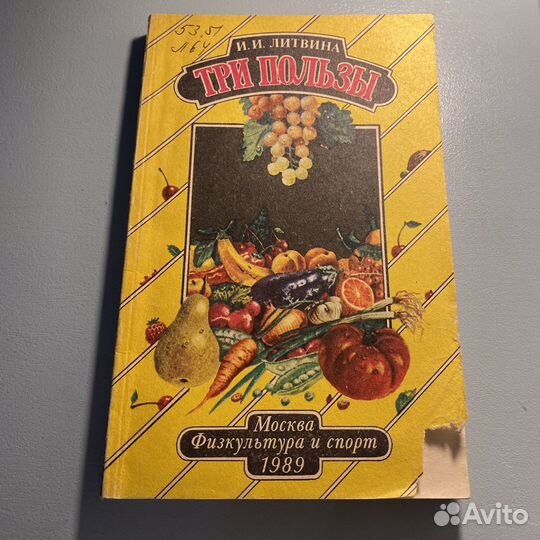 53,51
Л64
И. И. ЛИТВИНА
ТРИ ПОЛЬЗЫ
Москва
Физкультура и спорт
1989
Avito